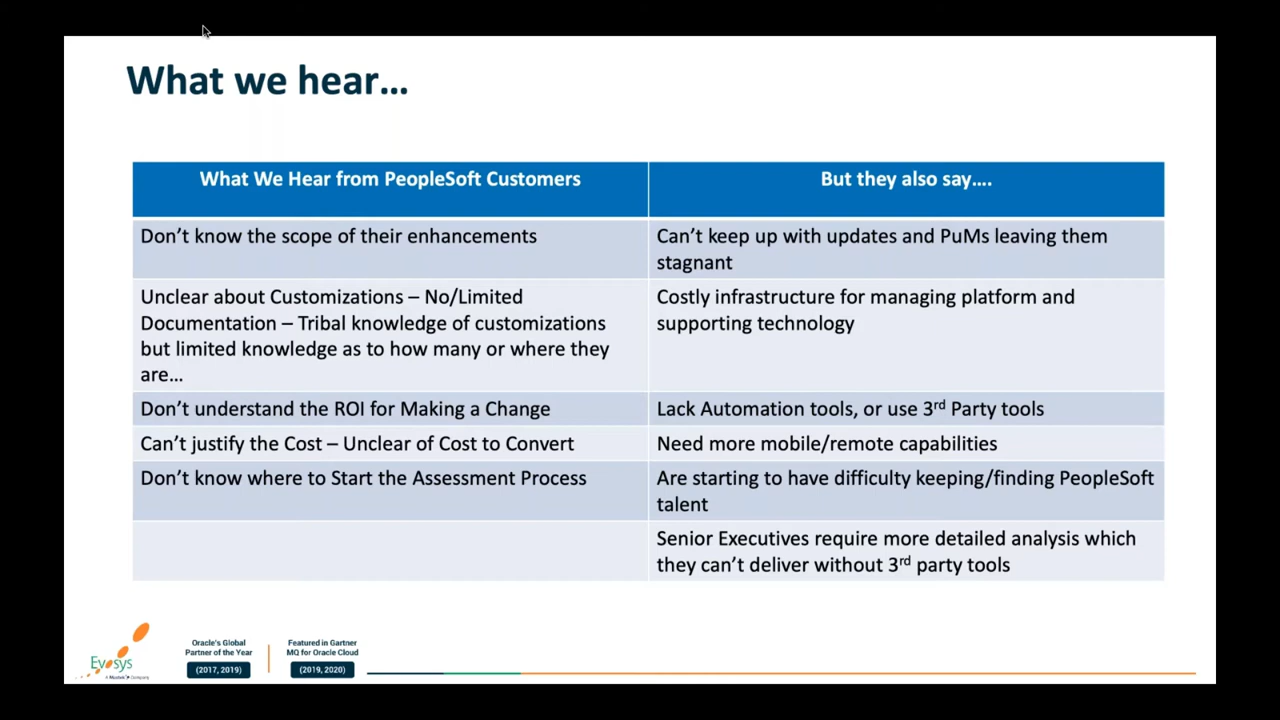 What we hear…
What We Hear from PeopleSoft Customers
But they also say….
Don’t know the scope of their enhancements
Can’t keep up with updates and PuMs leaving them
stagnant
Unclear about Customizations – No/Limited
Documentation – Tribal knowledge of customizations
but limited knowledge as to how many or where they
are…
Costly infrastructure for managing platform and
supporting technology
Don’t understand the ROI for Making a Change
Lack Automation tools, or use 3rd Party tools
Can’t justify the Cost – Unclear of Cost to Convert
Need more mobile/remote capabilities
Don’t know where to Start the Assessment Process
Are starting to have difficulty keeping/finding PeopleSoft
talent
Senior Executives require more detailed analysis which
they can’t deliver without 3rd party tools
Evosys
A Mastek Company
Oracle's Global
Partner of the Year
(2017, 2019)
Featured in Gartner
MQ for Oracle Cloud
(2019, 2020)